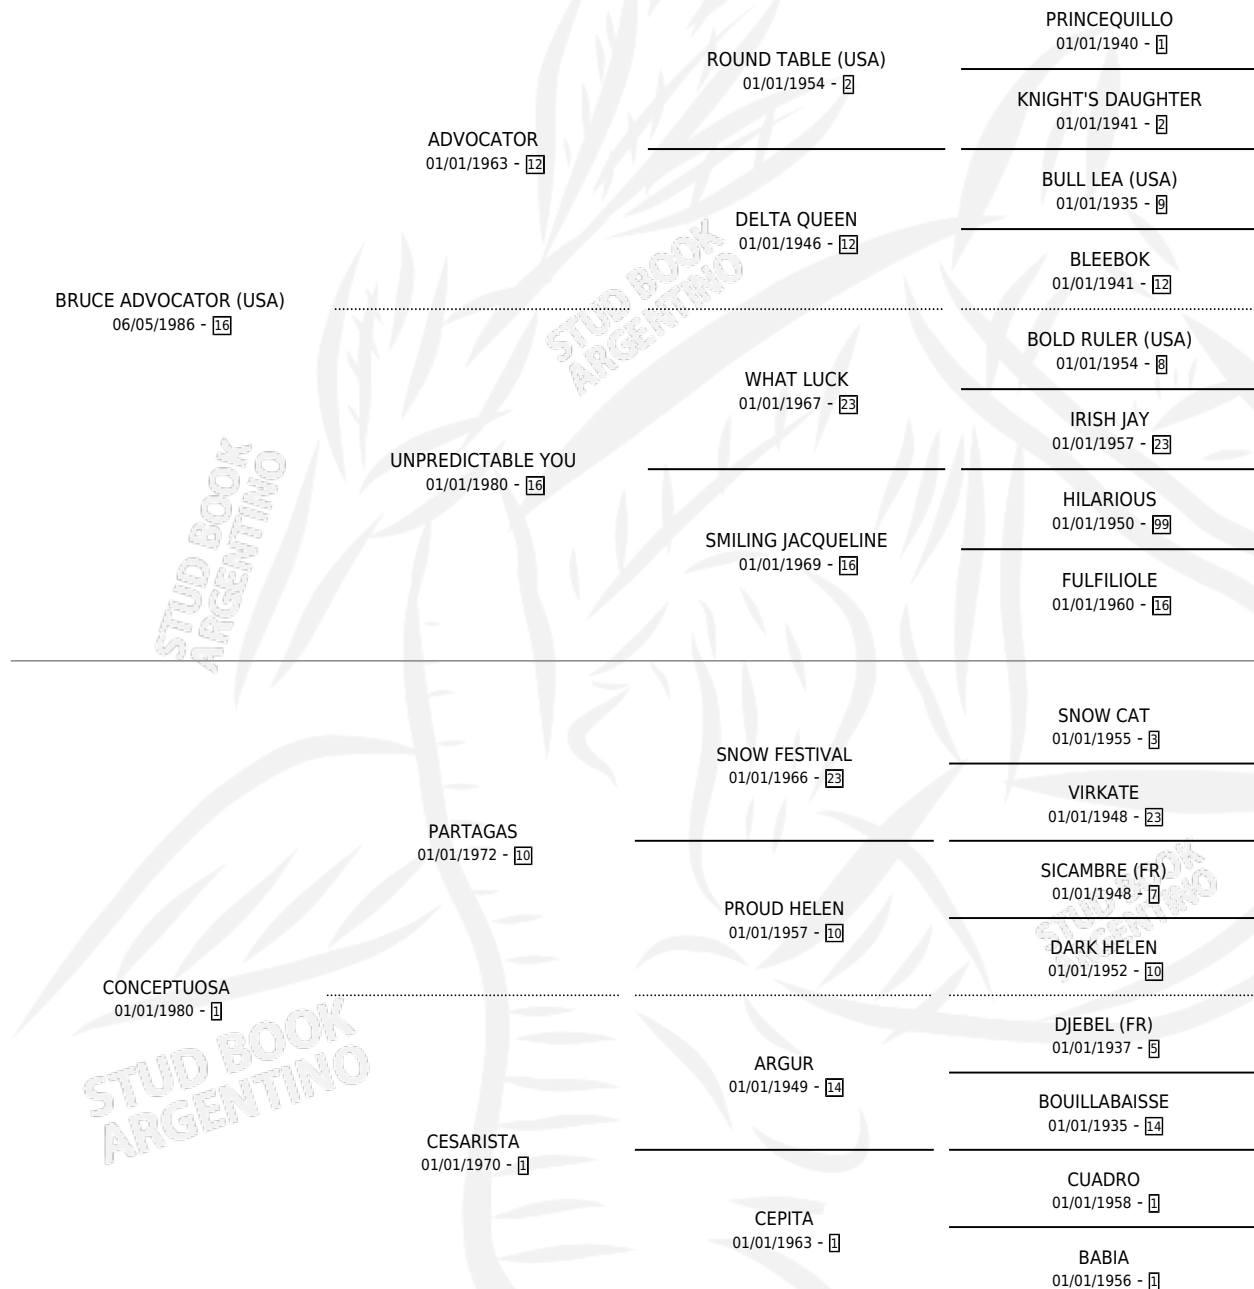 PRINCEQUILLO
01/01/1940 - 1
ROUND TABLE (USA)
01/01/1954 - 2
KNIGHT'S DAUGHTER
01/01/1941 - 2
ADVOCATOR
01/01/1963 - 12
BULL LEA (USA)
01/01/1935 - 9
DELTA QUEEN
01/01/1946 - 12
BLEEBOK
01/01/1941 - 12
BRUCE ADVOCATOR (USA)
06/05/1986 - 16
BOLD RULER (USA)
01/01/1954 - 8
WHAT LUCK
01/01/1967 - 23
IRISH JAY
01/01/1957 - 23
UNPREDICTABLE YOU
01/01/1980 - 16
HILARIOUS
01/01/1950 - 99
SMILING JACQUELINE
01/01/1969 - 16
FULFILIOLE
01/01/1960 - 16
SNOW CAT
01/01/1955 - 3
SNOW FESTIVAL
01/01/1966 - 23
VIRKATE
01/01/1948 - 23
PARTAGAS
01/01/1972 - 10
SICAMBRE (FR)
01/01/1948 - 7
PROUD HELEN
01/01/1957 - 10
DARK HELEN
01/01/1952 - 10
CONCEPTUOSA
01/01/1980 - 1
DJEBEL (FR)
01/01/1937 - 5
ARGUR
01/01/1949 - 14
BOUILLABAISSE
01/01/1935 - 14
CESARISTA
01/01/1970 - 1
CUADRO
01/01/1958 - 1
CEPITA
01/01/1963 - 1
BABIA
01/01/1956 - 1
STUD BOOK
ARGENTINO
STUD BOOK
ARGENTINO
STUD BOOK
ARGENTINO
STUD BOOK
ARGENTINO